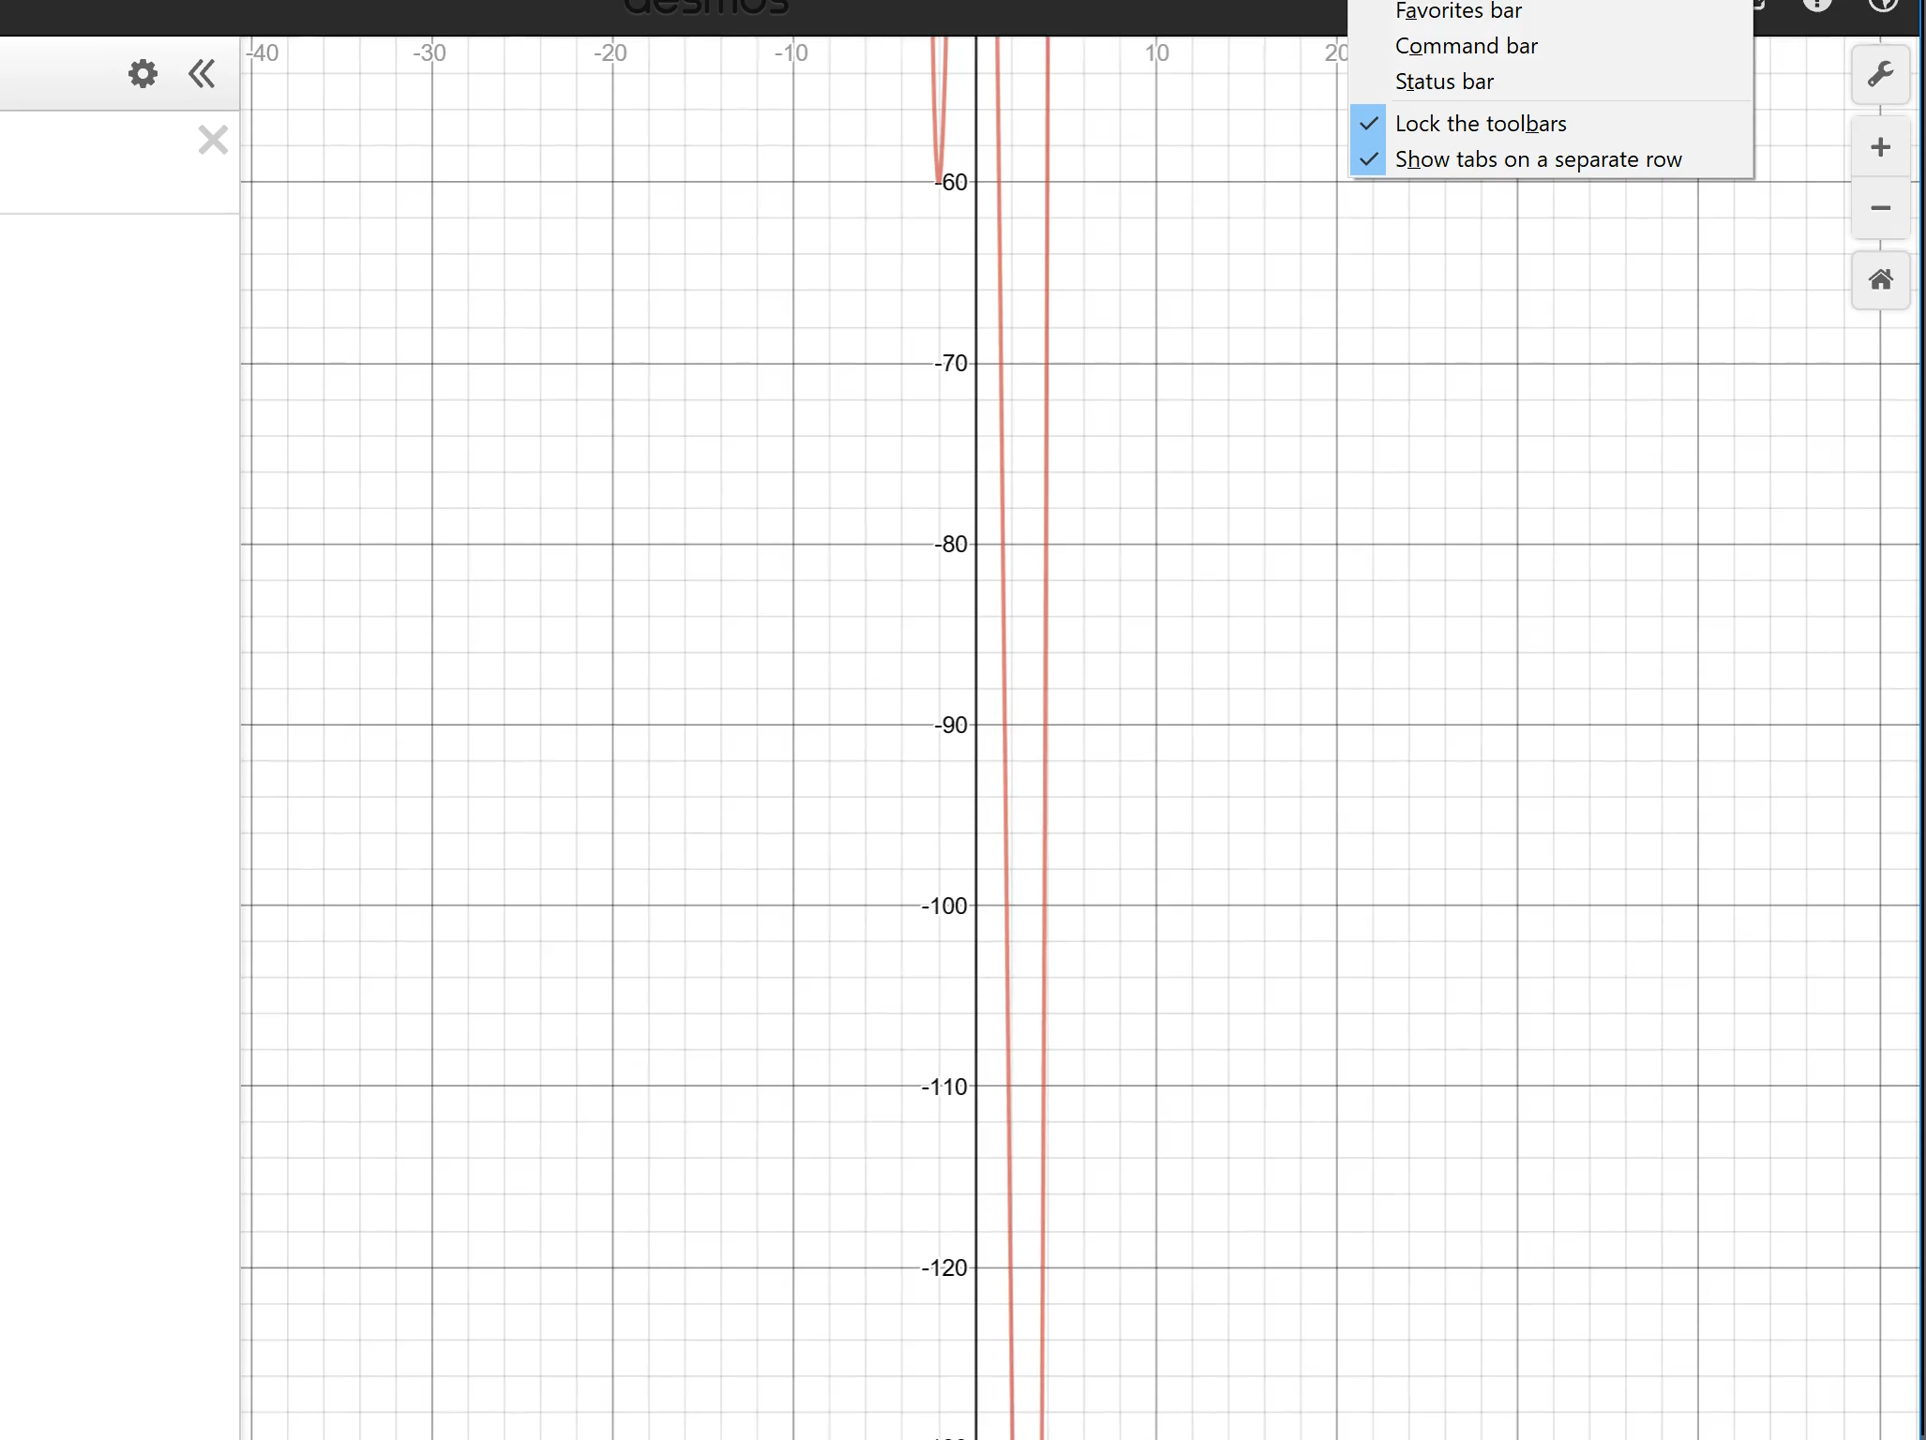 desmos
Favorites bar
Command bar
Status bar
Lock the toolbars
Show tabs on a separate row
-40 -30 -20 -10 10 20
-60
-70
-80
-90
-100
-110
-120